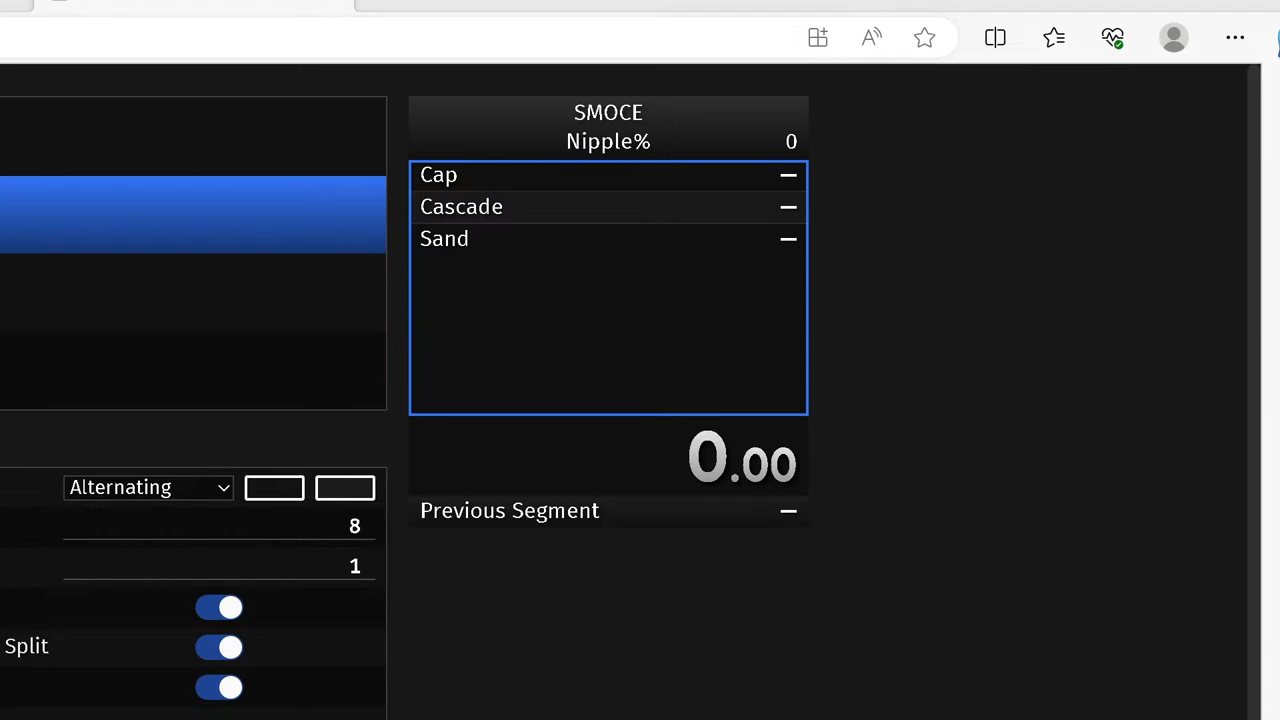 SMOCE
Nipple% 0
Cap —
Cascade —
Sand —
0.00
Previous Segment —
Alternating
8
1
Split